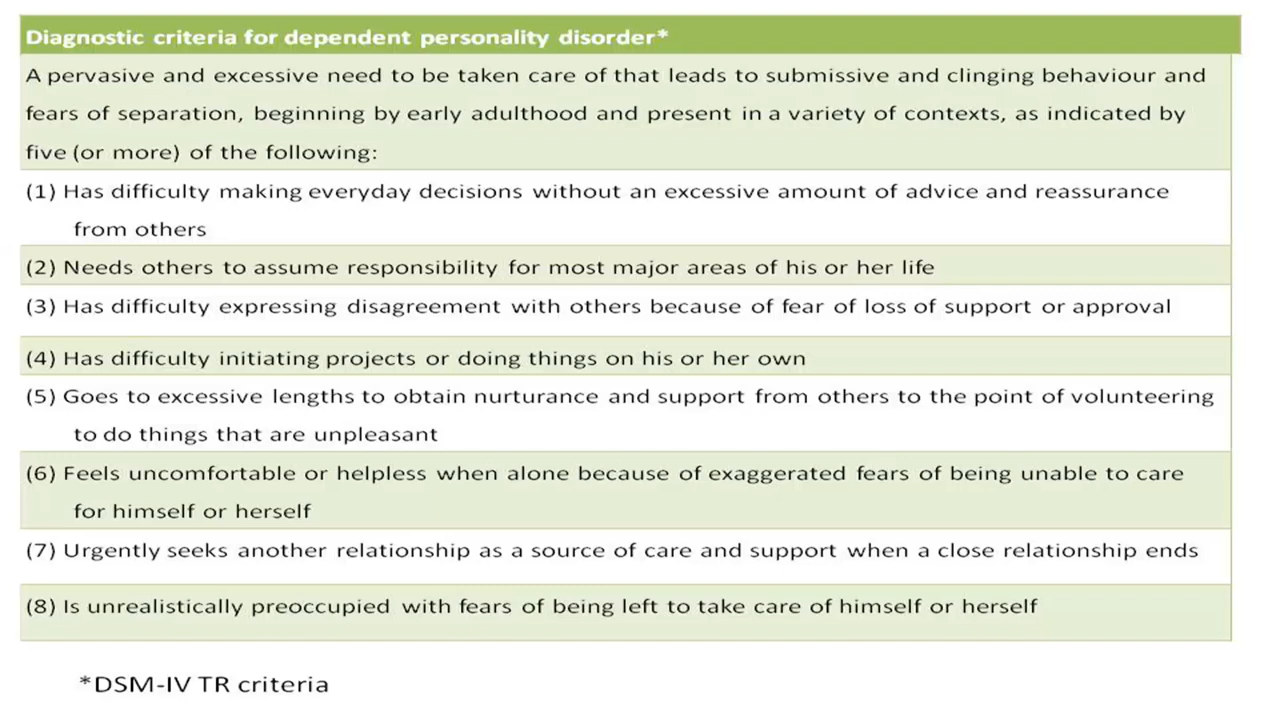 Diagnostic criteria for dependent personality disorder*
A pervasive and excessive need to be taken care of that leads to submissive and clinging behaviour and
fears of separation, beginning by early adulthood and present in a variety of contexts, as indicated by
five (or more) of the following:
(1) Has difficulty making everyday decisions without an excessive amount of advice and reassurance
from others
(2) Needs others to assume responsibility for most major areas of his or her life
(3) Has difficulty expressing disagreement with others because of fear of loss of support or approval
(4) Has difficulty initiating projects or doing things on his or her own
(5) Goes to excessive lengths to obtain nurturance and support from others to the point of volunteering
to do things that are unpleasant
(6) Feels uncomfortable or helpless when alone because of exaggerated fears of being unable to care
for himself or herself
(7) Urgently seeks another relationship as a source of care and support when a close relationship ends
(8) Is unrealistically preoccupied with fears of being left to take care of himself or herself
*DSM-IV TR criteria